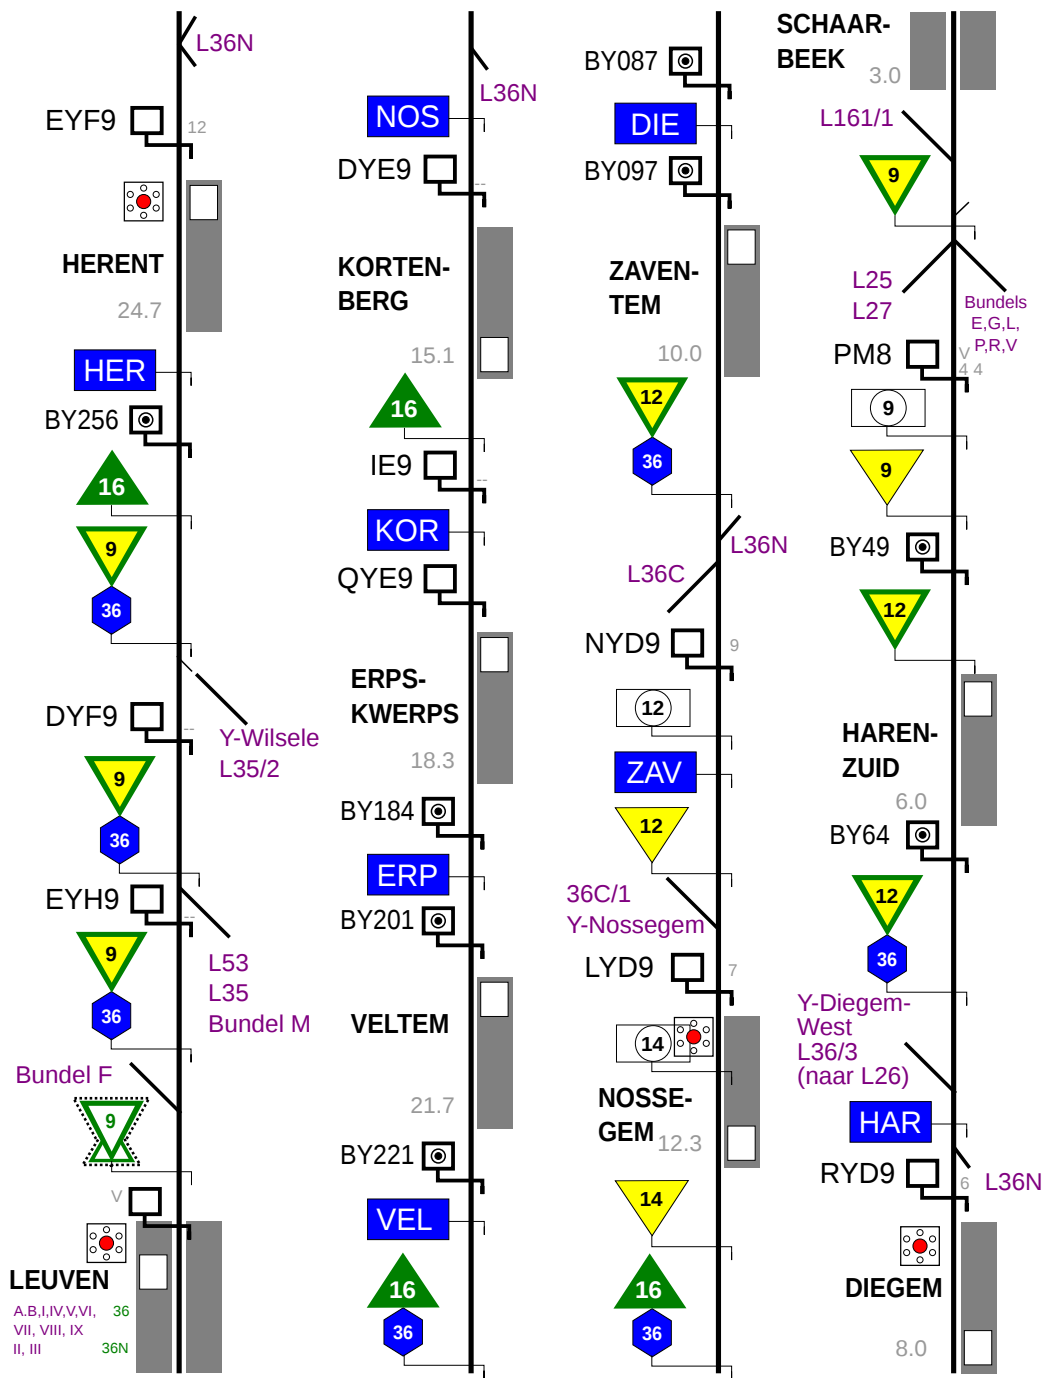 L36N
EYF9
12
HERENT
24.7
HER
BY256
16
9
36
DYF9
--
Y-Wilsele
L35/2
9
36
EYH9
--
9
L53
L35
Bundel M
36
Bundel F
9
V
LEUVEN
A.B,I,IV,V,VI, 36
VII, VIII, IX
II, III 36N
L36N
NOS
DYE9
--
KORTEN-
BERG
15.1
16
IE9
--
KOR
QYE9
ERPS-
KWERPS
18.3
BY184
ERP
BY201
VELTEM
21.7
BY221
VEL
16
36
BY087
DIE
BY097
ZAVEN-
TEM
10.0
12
36
L36N
L36C
NYD9
9
12
ZAV
12
36C/1
Y-Nossegem
LYD9
7
14
NOSSE-
GEM
12.3
14
16
36
SCHAAR-
BEEK
3.0
L161/1
9
L25
L27
Bundels
E,G,L,
P,R,V
PM8
V
4 4
9
9
BY49
12
HAREN-
ZUID
6.0
BY64
12
36
Y-Diegem-
West
L36/3
(naar L26)
HAR
RYD9
6
L36N
DIEGEM
8.0